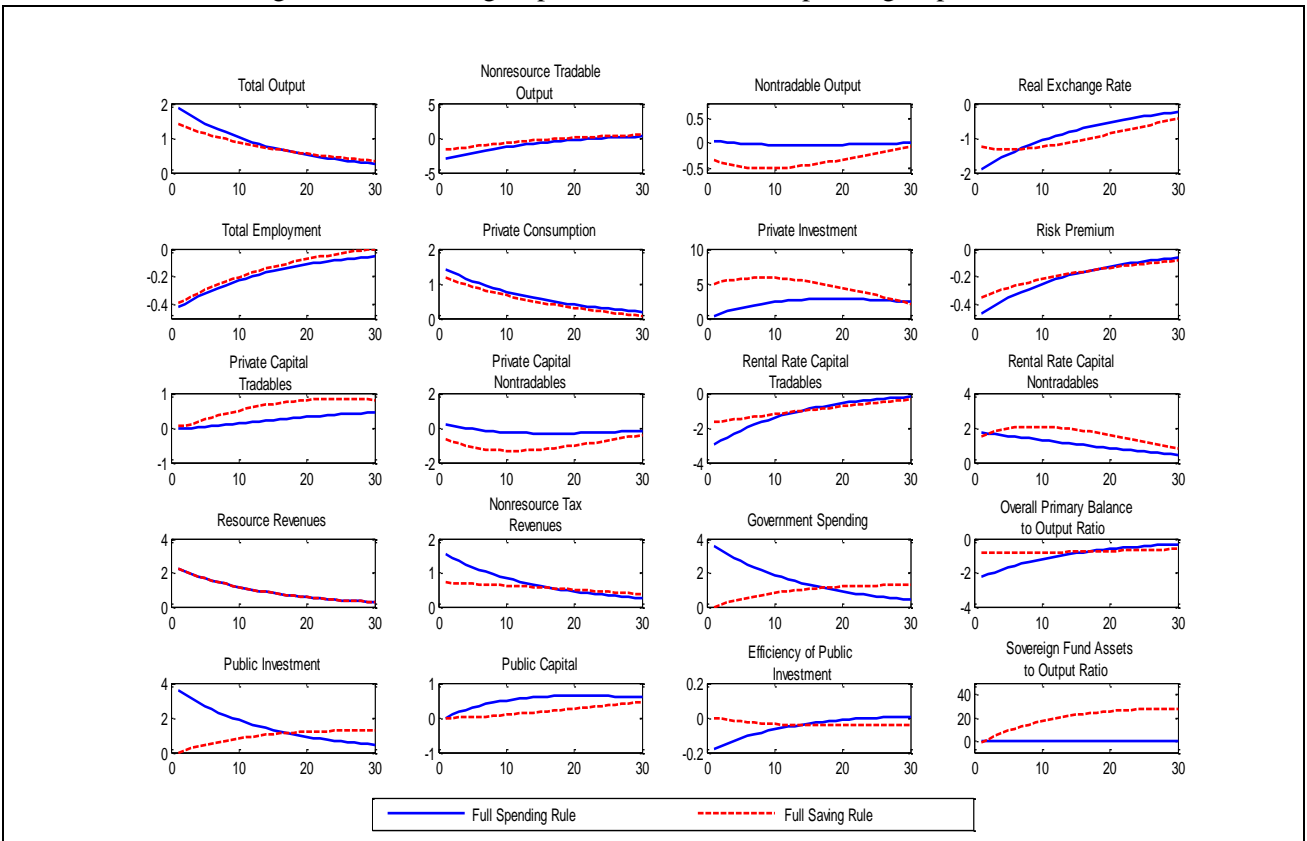 Total Output
Nonresource Tradable
Output
Nontradable Output
Real Exchange Rate
2
1
0
0 10 20 30
5
0
-5
0 10 20 30
0.5
0
-0.5
0 10 20 30
0
-1
-2
0 10 20 30
Total Employment
Private Consumption
Private Investment
Risk Premium
0
-0.2
-0.4
0 10 20 30
2
1
0
0 10 20 30
10
5
0
0 10 20 30
0
-0.2
-0.4
0 10 20 30
Private Capital
Tradables
Private Capital
Nontradables
Rental Rate Capital
Tradables
Rental Rate Capital
Nontradables
1
0
-1
0 10 20 30
2
0
-2
0 10 20 30
0
-2
-4
0 10 20 30
4
2
0
0 10 20 30
Resource Revenues
Nonresource Tax
Revenues
Government Spending
Overall Primary Balance
to Output Ratio
4
2
0
0 10 20 30
2
1
0
0 10 20 30
4
2
0
0 10 20 30
0
-2
-4
0 10 20 30
Public Investment
Public Capital
Efficiency of Public
Investment
Sovereign Fund Assets
to Output Ratio
4
2
0
0 10 20 30
1
0
-1
0 10 20 30
0.2
0
-0.2
0 10 20 30
40
20
0
0 10 20 30
Full Spending Rule
Full Saving Rule